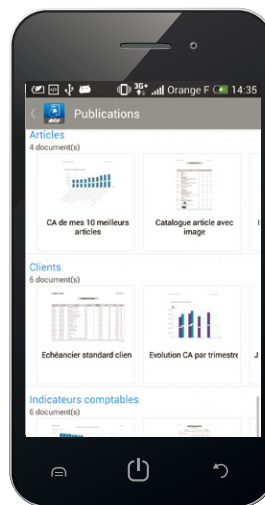 3G+ Orange F 14:35
Publications
Articles
4 document(s)
CA de mes 10 meilleurs articles
Catalogue article avec image
Clients
6 document(s)
Echéancier standard clien
Evolution CA par trimestre
J
Indicateurs comptables
6 document(s)